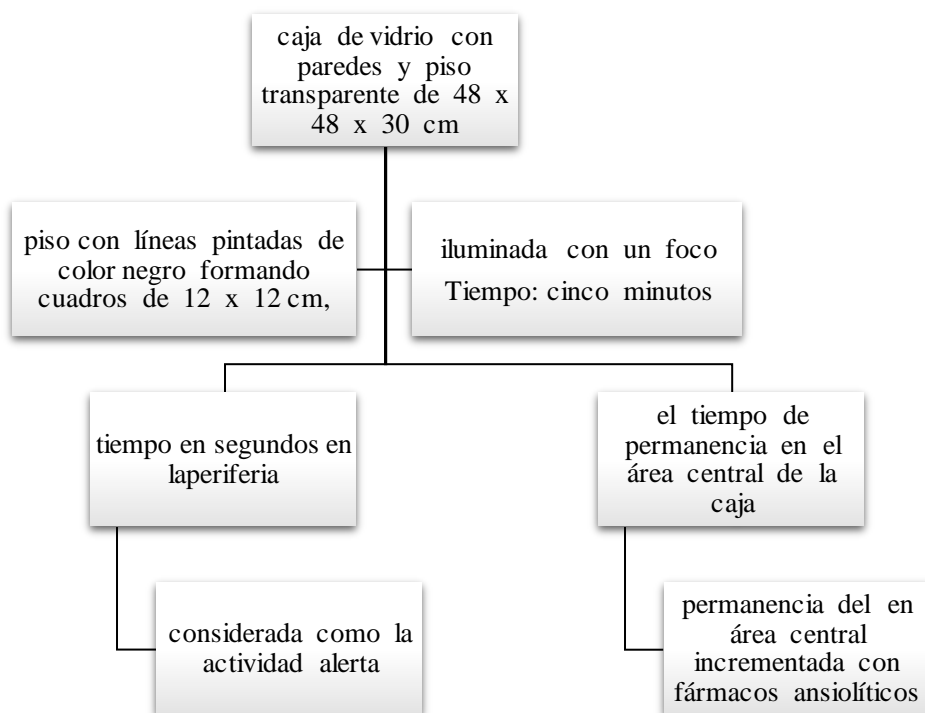 caja de vidrio con
paredes y piso
transparente de 48 x
48 x 30 cm
piso con líneas pintadas de
color negro formando
cuadros de 12 x 12 cm,
iluminada con un foco
Tiempo: cinco minutos
tiempo en segundos en
laperiferia
el tiempo de
permanencia en el
área central de la
caja
considerada como la
actividad alerta
permanencia del en
área central
incrementada con
fármacos ansiolíticos